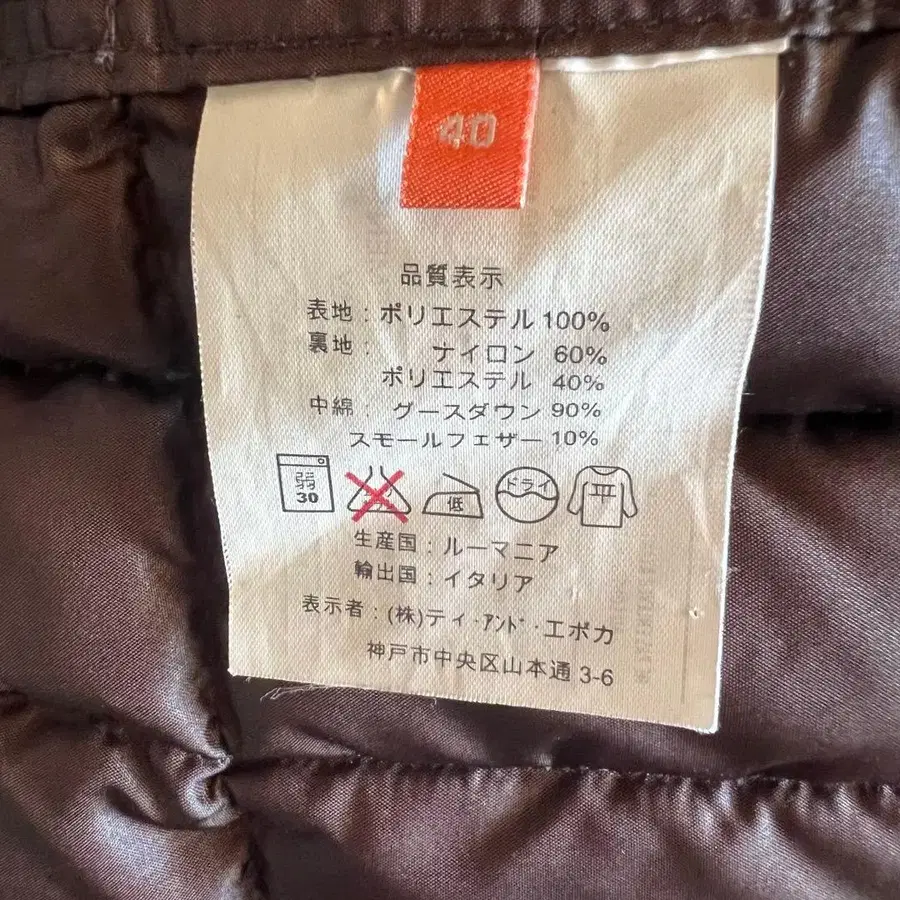 40
品質表示
表地：ポリエステル 100%
裏地：ナイロン 60%
ポリエステル 40%
中綿：グースダウン 90%
スモールフェザー 10%
弱 30 低 ドライ 平
生産国：ルーマニア
輸出国：イタリア
表示者：(株)ティ・ｱﾝﾄﾞ・エポカ
神戸市中央区山本通 3-6